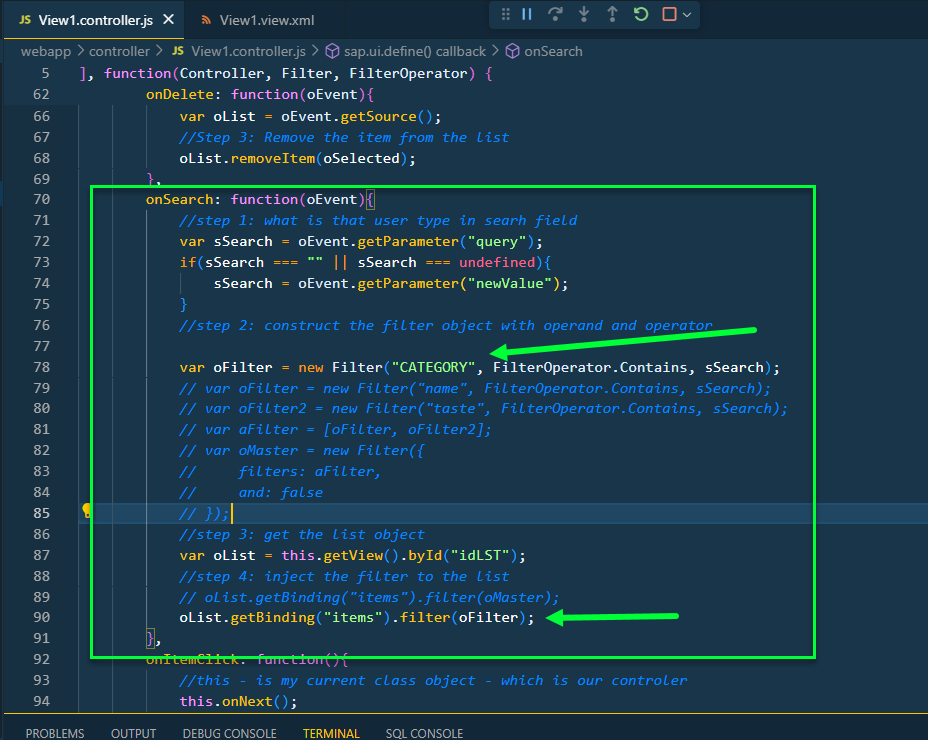 JS View1.controller.js ×
View1.view.xml
webapp > controller > JS View1.controller.js > sap.ui.define() callback > onSearch
5 ], function(Controller, Filter, FilterOperator) {
62 onDelete: function(oEvent){
66 var oList = oEvent.getSource();
67 //Step 3: Remove the item from the list
68 oList.removeItem(oSelected);
69 },
70 onSearch: function(oEvent){
71 //step 1: what is that user type in searh field
72 var sSearch = oEvent.getParameter("query");
73 if(sSearch === "" || sSearch === undefined){
74 sSearch = oEvent.getParameter("newValue");
75 }
76 //step 2: construct the filter object with operand and operator
77
78 var oFilter = new Filter("CATEGORY", FilterOperator.Contains, sSearch);
79 // var oFilter = new Filter("name", FilterOperator.Contains, sSearch);
80 // var oFilter2 = new Filter("taste", FilterOperator.Contains, sSearch);
81 // var aFilter = [oFilter, oFilter2];
82 // var oMaster = new Filter({
83 // filters: aFilter,
84 // and: false
85 // });
86 //step 3: get the list object
87 var oList = this.getView().byId("idLST");
88 //step 4: inject the filter to the list
89 // oList.getBinding("items").filter(oMaster);
90 oList.getBinding("items").filter(oFilter);
91 },
92 onItemClick: function(){
93 //this - is my current class object - which is our controler
94 this.onNext();
PROBLEMS OUTPUT DEBUG CONSOLE TERMINAL SQL CONSOLE